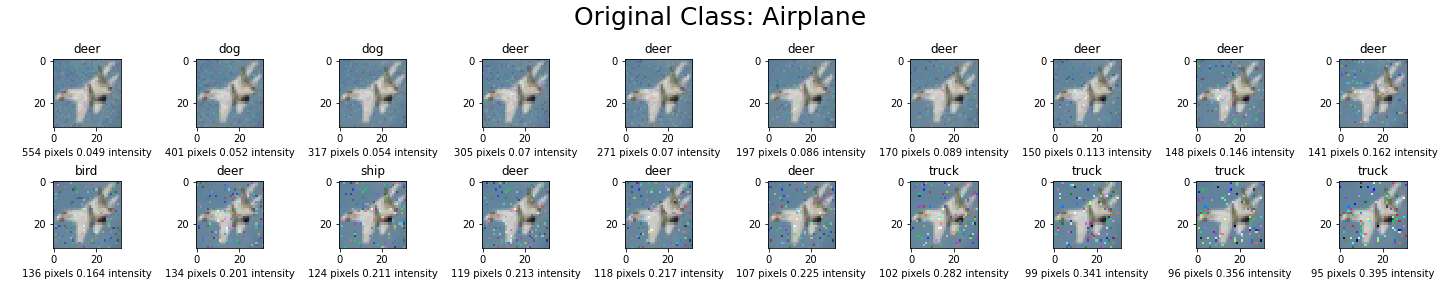 Original Class: Airplane
deer dog dog deer deer deer deer deer deer deer
0 0 0 0 0 0 0 0 0 0
20 20 20 20 20 20 20 20 20 20
0 20 0 20 0 20 0 20 0 20 0 20 0 20 0 20 0 20 0 20
554 pixels 0.049 intensity 401 pixels 0.052 intensity 317 pixels 0.054 intensity 305 pixels 0.07 intensity 271 pixels 0.07 intensity 197 pixels 0.086 intensity 170 pixels 0.089 intensity 150 pixels 0.113 intensity 148 pixels 0.146 intensity 141 pixels 0.162 intensity
bird deer ship deer deer deer truck truck truck truck
0 0 0 0 0 0 0 0 0 0
20 20 20 20 20 20 20 20 20 20
0 20 0 20 0 20 0 20 0 20 0 20 0 20 0 20 0 20 0 20
136 pixels 0.164 intensity 134 pixels 0.201 intensity 124 pixels 0.211 intensity 119 pixels 0.213 intensity 118 pixels 0.217 intensity 107 pixels 0.225 intensity 102 pixels 0.282 intensity 99 pixels 0.341 intensity 96 pixels 0.356 intensity 95 pixels 0.395 intensity